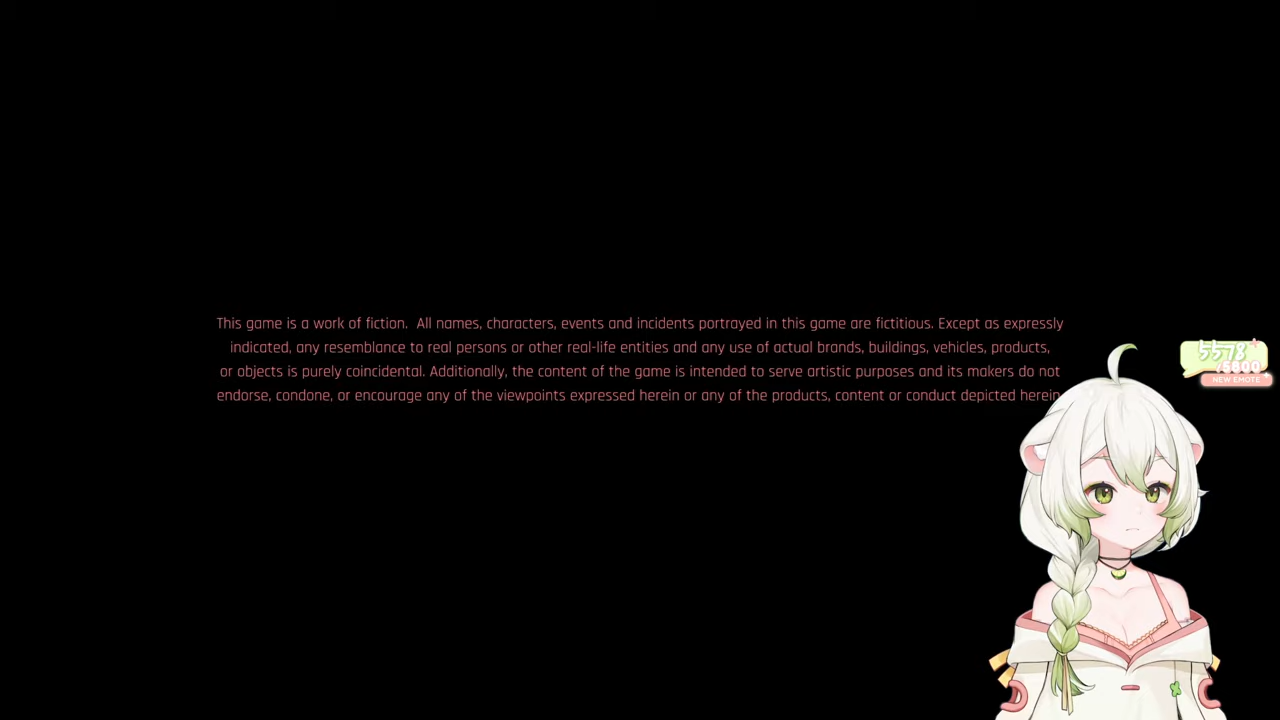 This game is a work of fiction.  All names, characters, events and incidents portrayed in this game are fictitious. Except as expressly
indicated, any resemblance to real persons or other real-life entities and any use of actual brands, buildings, vehicles, products,
or objects is purely coincidental. Additionally, the content of the game is intended to serve artistic purposes and its makers do not
endorse, condone, or encourage any of the viewpoints expressed herein or any of the products, content or conduct depicted herein
5578
/5600
NEW EMOTE